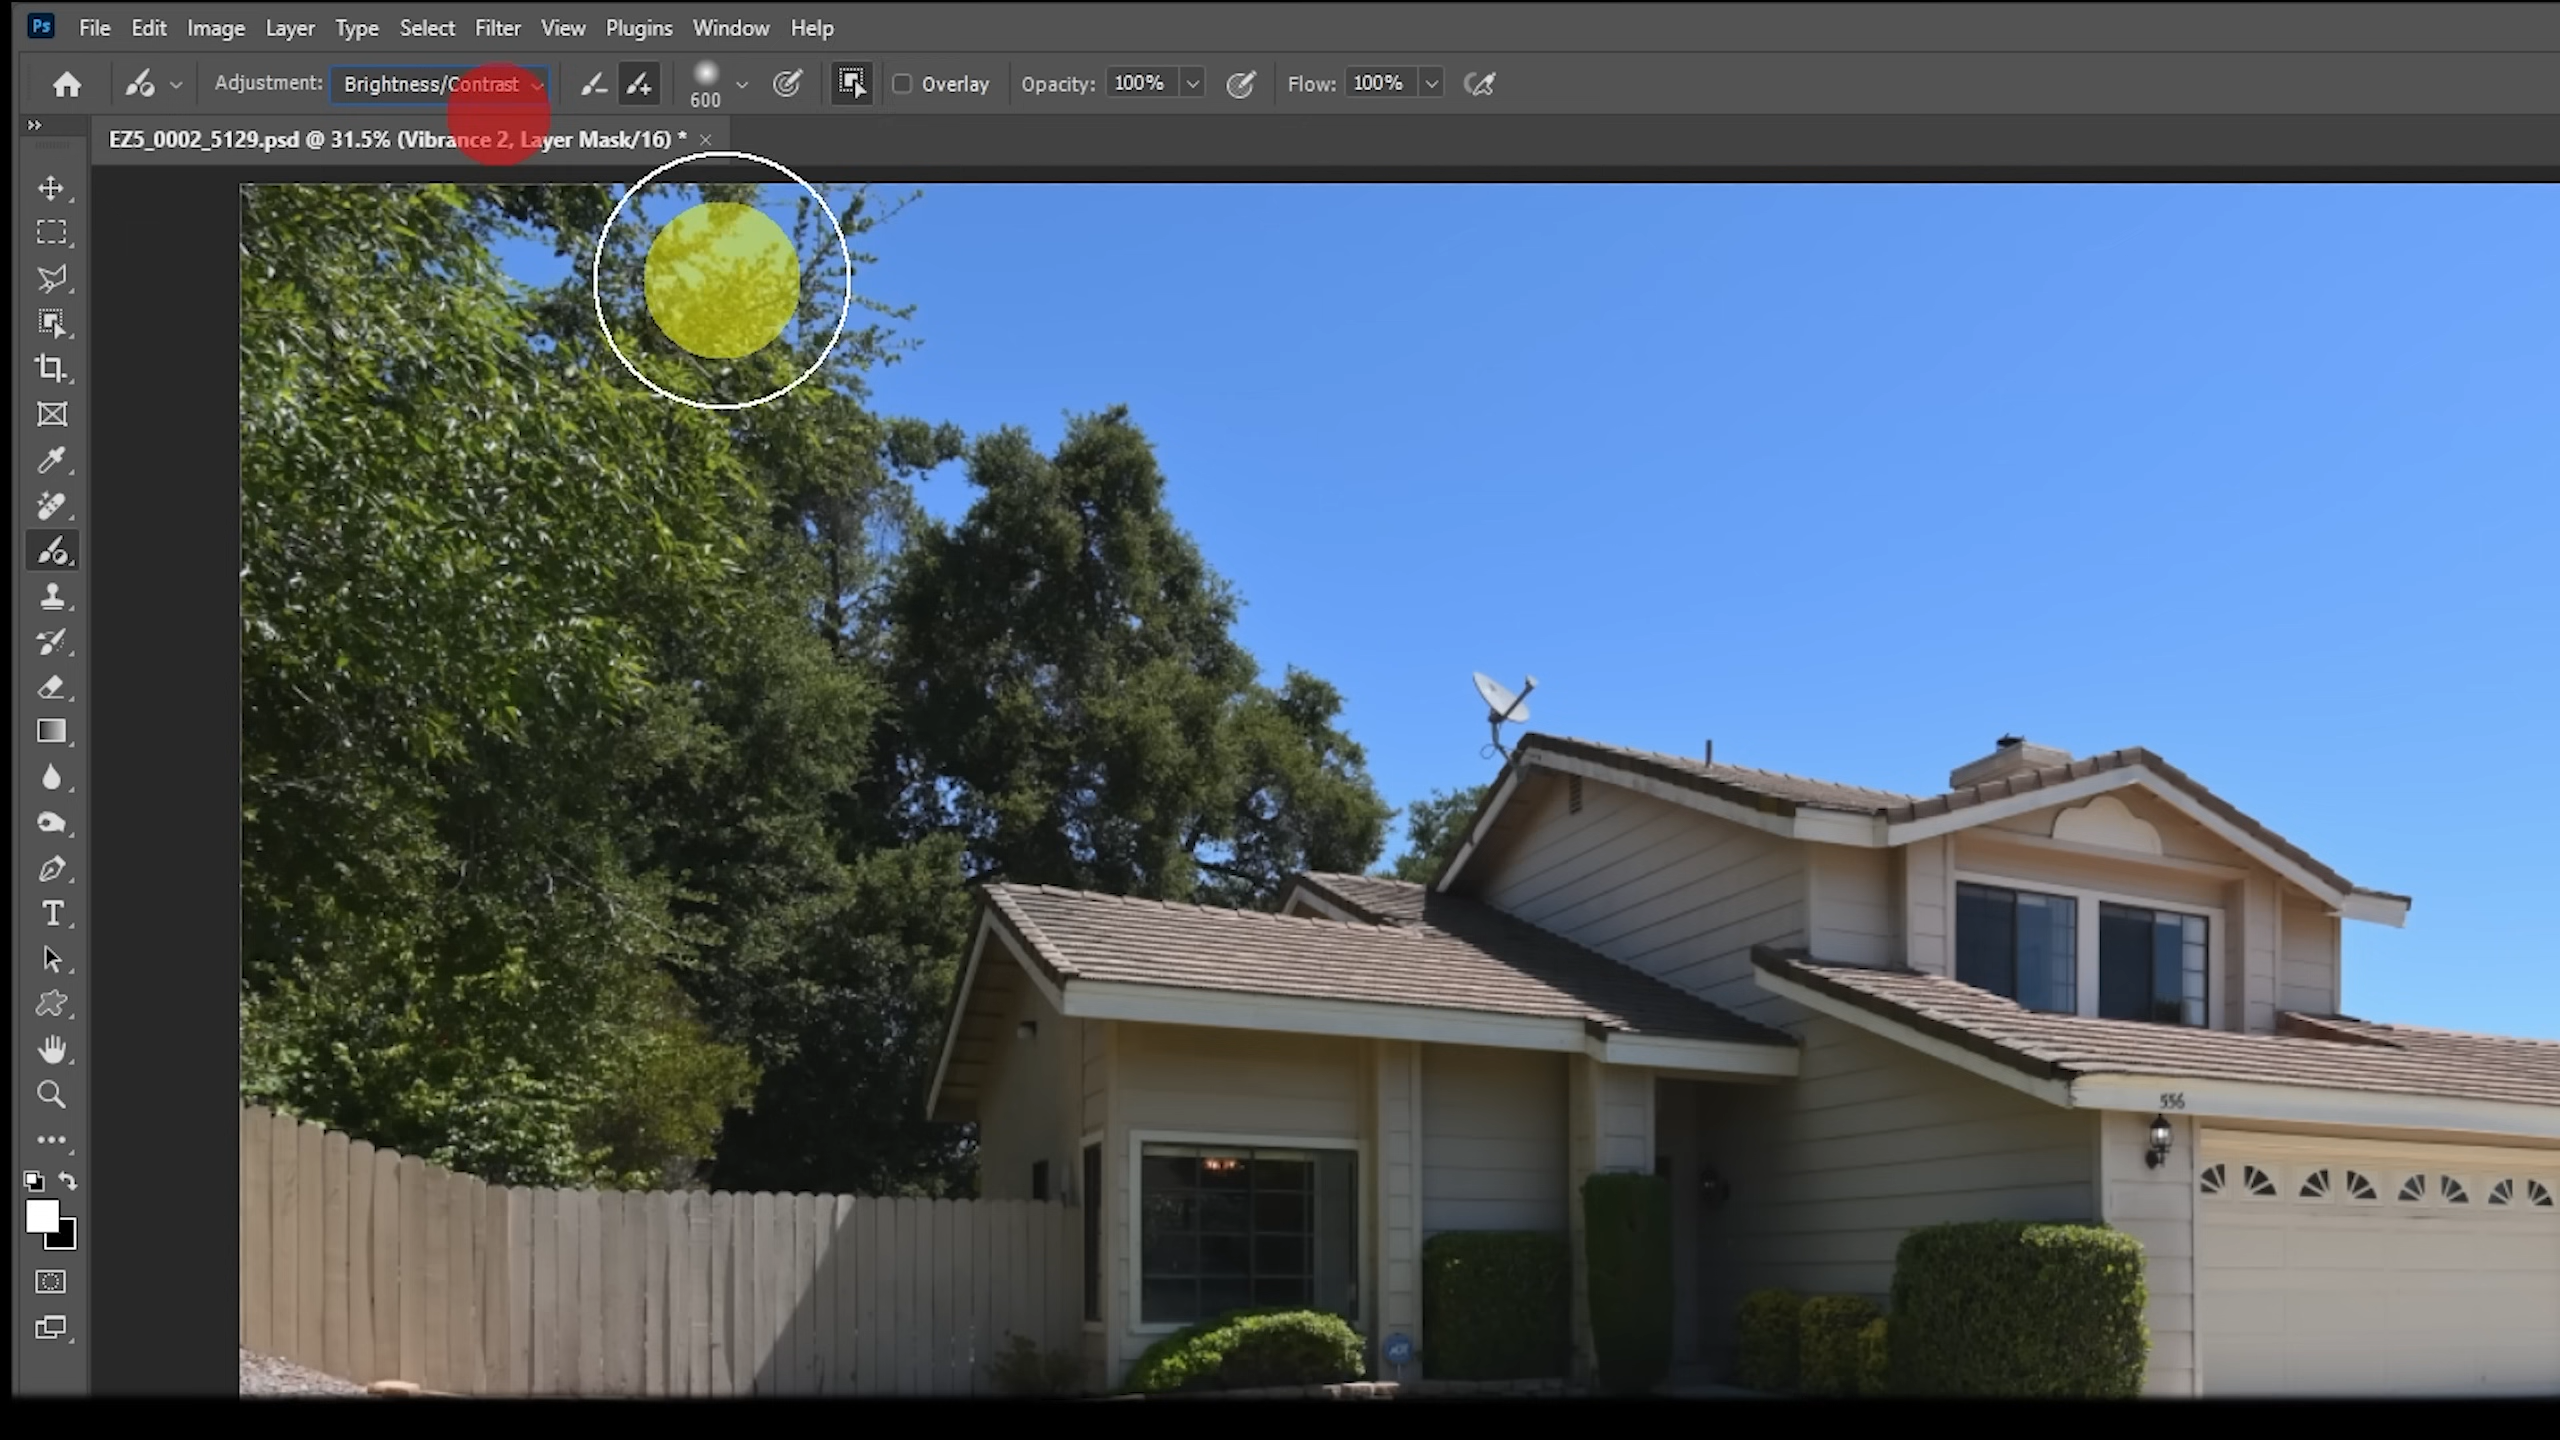 Ps File Edit Image Layer Type Select Filter View Plugins Window Help
Adjustment: Brightness/Contrast 600 Overlay Opacity: 100% Flow: 100%
EZ5_0002_5129.psd @ 31.5% (Vibrance 2, Layer Mask/16) * ×
556
ADT